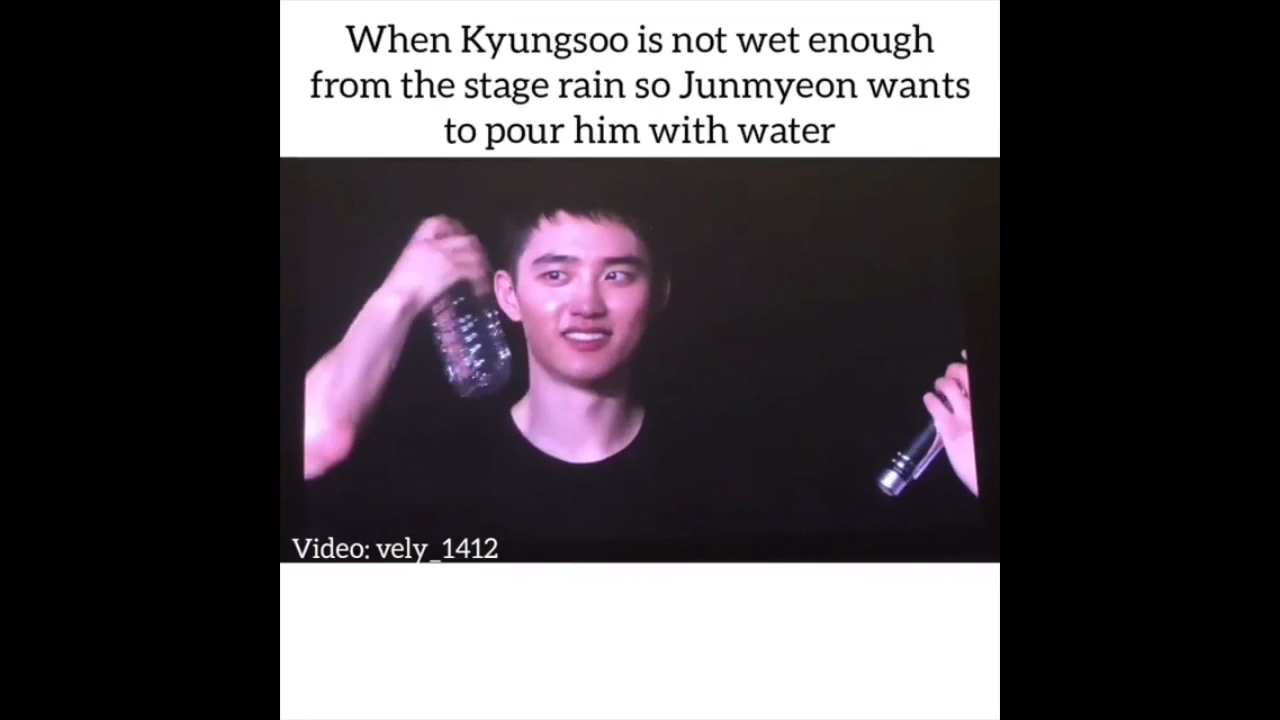 When Kyungsoo is not wet enough
from the stage rain so Junmyeon wants
to pour him with water
Video: vely_1412